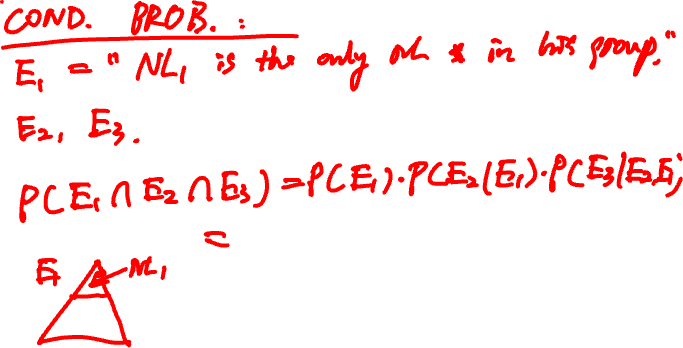 COND. PROB. :
E₁ = "NL₁ is the only NL * in his group."
E₂, E₃.
P(E₁ ∩ E₂ ∩ E₃) = P(E₁)·P(E₂|E₁)·P(E₃|E₂E₁)
=
E₁ NL₁